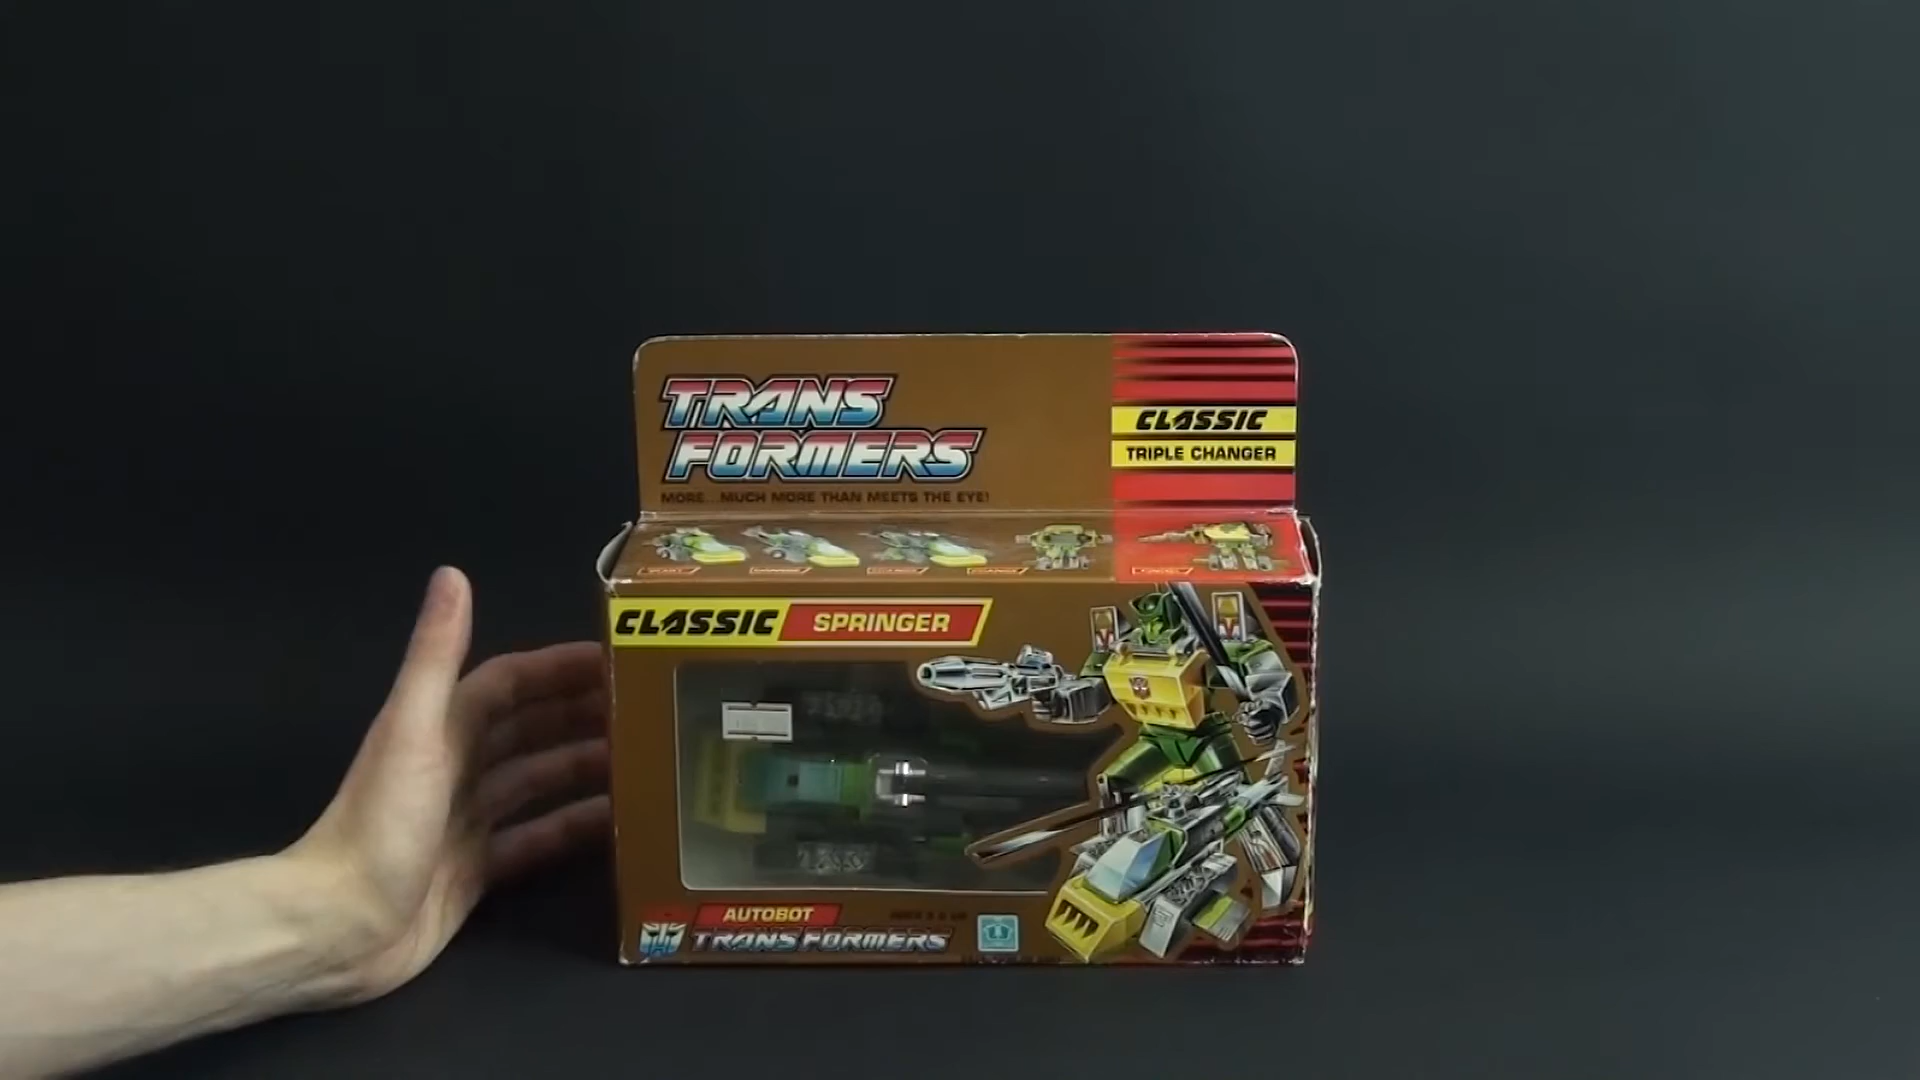 TRANS
FORMERS
MORE...MUCH MORE THAN MEETS THE EYE!
CLASSIC
TRIPLE CHANGER
CLASSIC SPRINGER
AUTOBOT
TRANSFORMERS